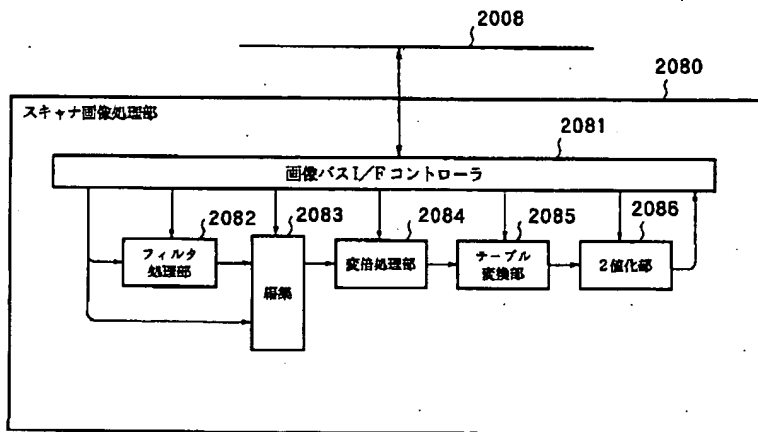 2008
2080
スキャナ画像処理部
2081
画像バスI/Fコントローラ
2082
2083
2084
2085
2086
フィルタ
処理部
編集
変倍処理部
テーブル
変換部
2値化部